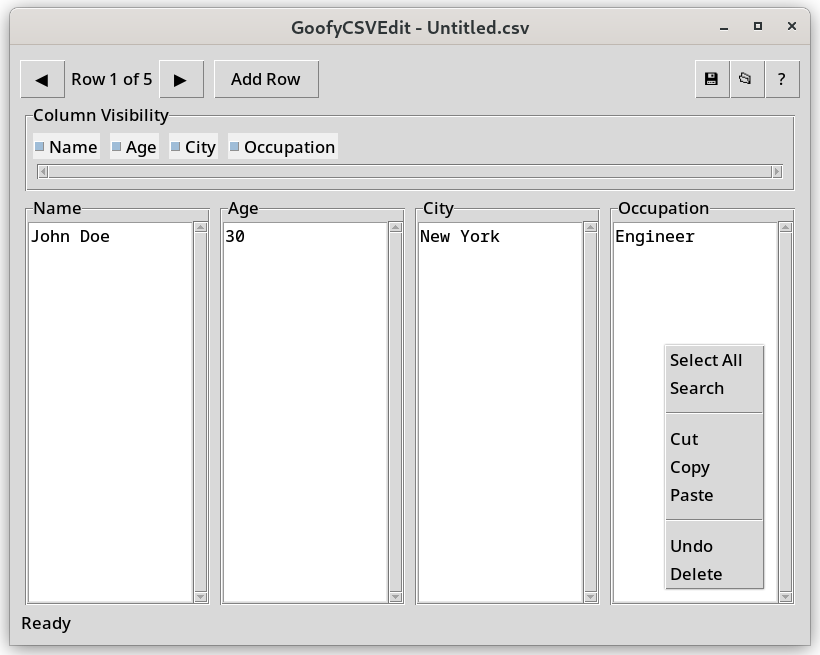 GoofyCSVEdit - Untitled.csv
Row 1 of 5
Add Row
?
Column Visibility
Name Age City Occupation
Name Age City Occupation
John Doe 30 New York Engineer
Select All
Search
Cut
Copy
Paste
Undo
Delete
Ready